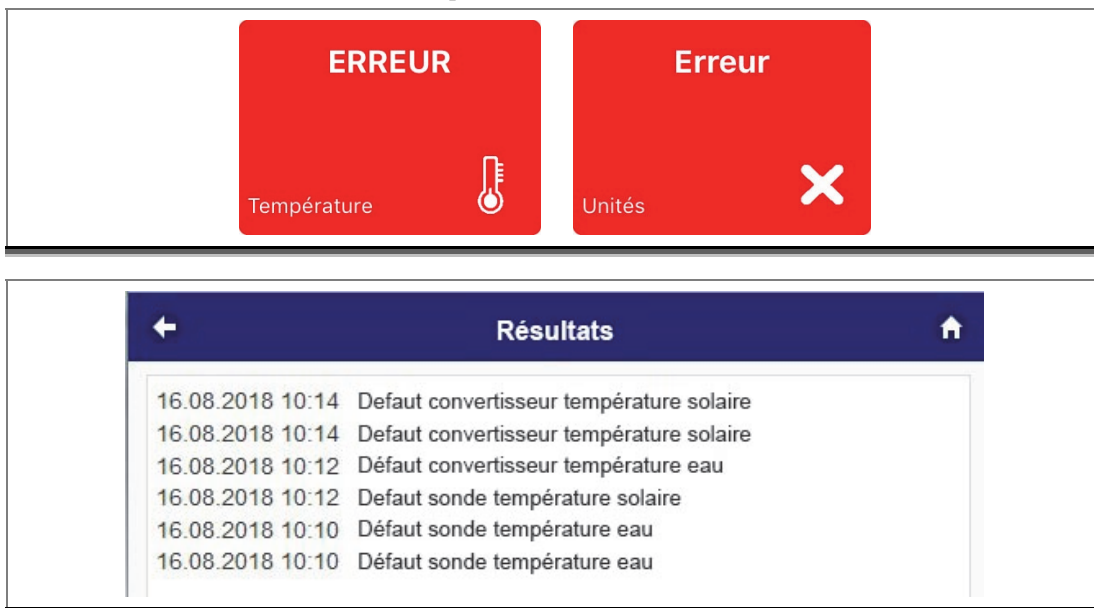 ERREUR
Température
Erreur
Unités
Résultats
16.08.2018 10:14 Defaut convertisseur température solaire
16.08.2018 10:14 Defaut convertisseur température solaire
16.08.2018 10:12 Défaut convertisseur température eau
16.08.2018 10:12 Defaut sonde température solaire
16.08.2018 10:10 Défaut sonde température eau
16.08.2018 10:10 Défaut sonde température eau